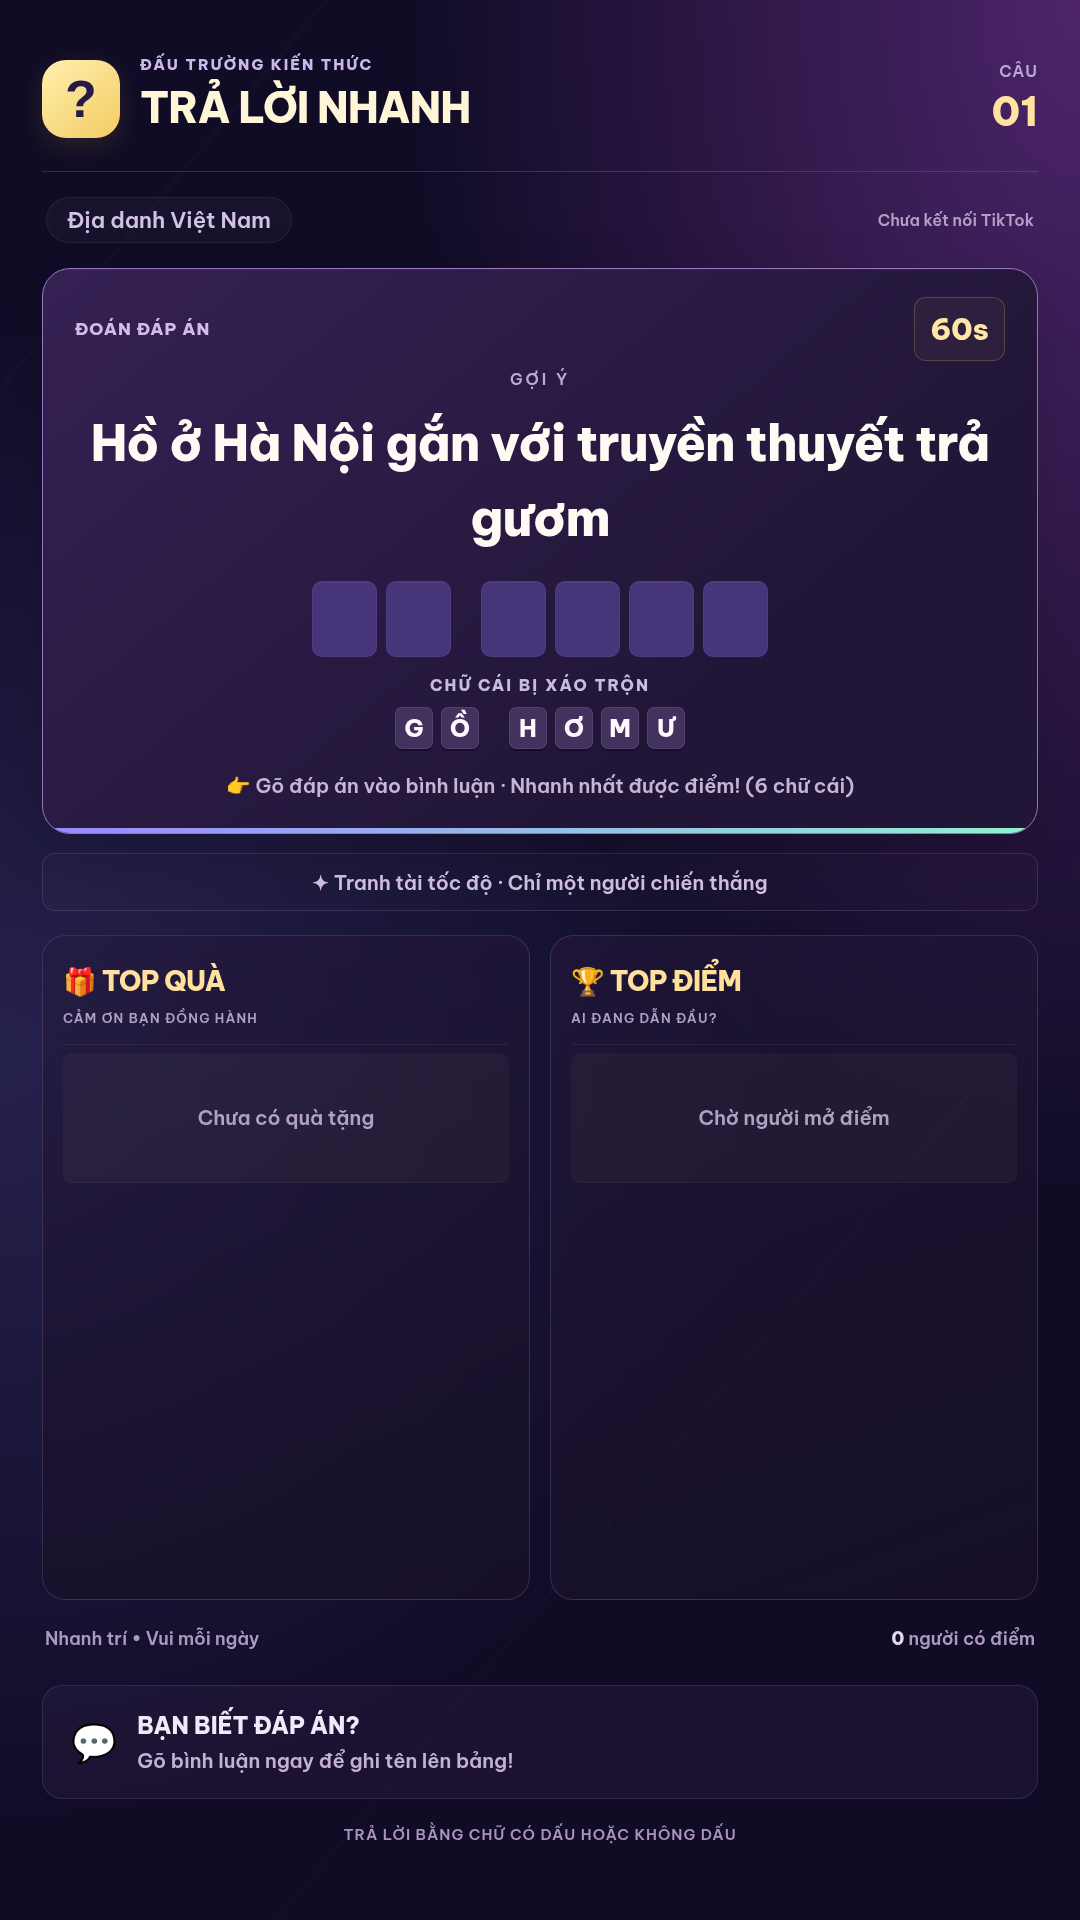 ?
ĐẤU TRƯỜNG KIẾN THỨC
TRẢ LỜI NHANH
CÂU
01
Địa danh Việt Nam
Chưa kết nối TikTok
ĐOÁN ĐÁP ÁN
60s
GỢI Ý
Hồ ở Hà Nội gắn với truyền thuyết trả
gươm
CHỮ CÁI BỊ XÁO TRỘN
G Ồ H Ơ M Ư
👉 Gõ đáp án vào bình luận · Nhanh nhất được điểm! (6 chữ cái)
✦ Tranh tài tốc độ · Chỉ một người chiến thắng
🎁 TOP QUÀ
CẢM ƠN BẠN ĐỒNG HÀNH
Chưa có quà tặng
🏆 TOP ĐIỂM
AI ĐANG DẪN ĐẦU?
Chờ người mở điểm
Nhanh trí • Vui mỗi ngày
0 người có điểm
💬 BẠN BIẾT ĐÁP ÁN?
Gõ bình luận ngay để ghi tên lên bảng!
TRẢ LỜI BẰNG CHỮ CÓ DẤU HOẶC KHÔNG DẤU